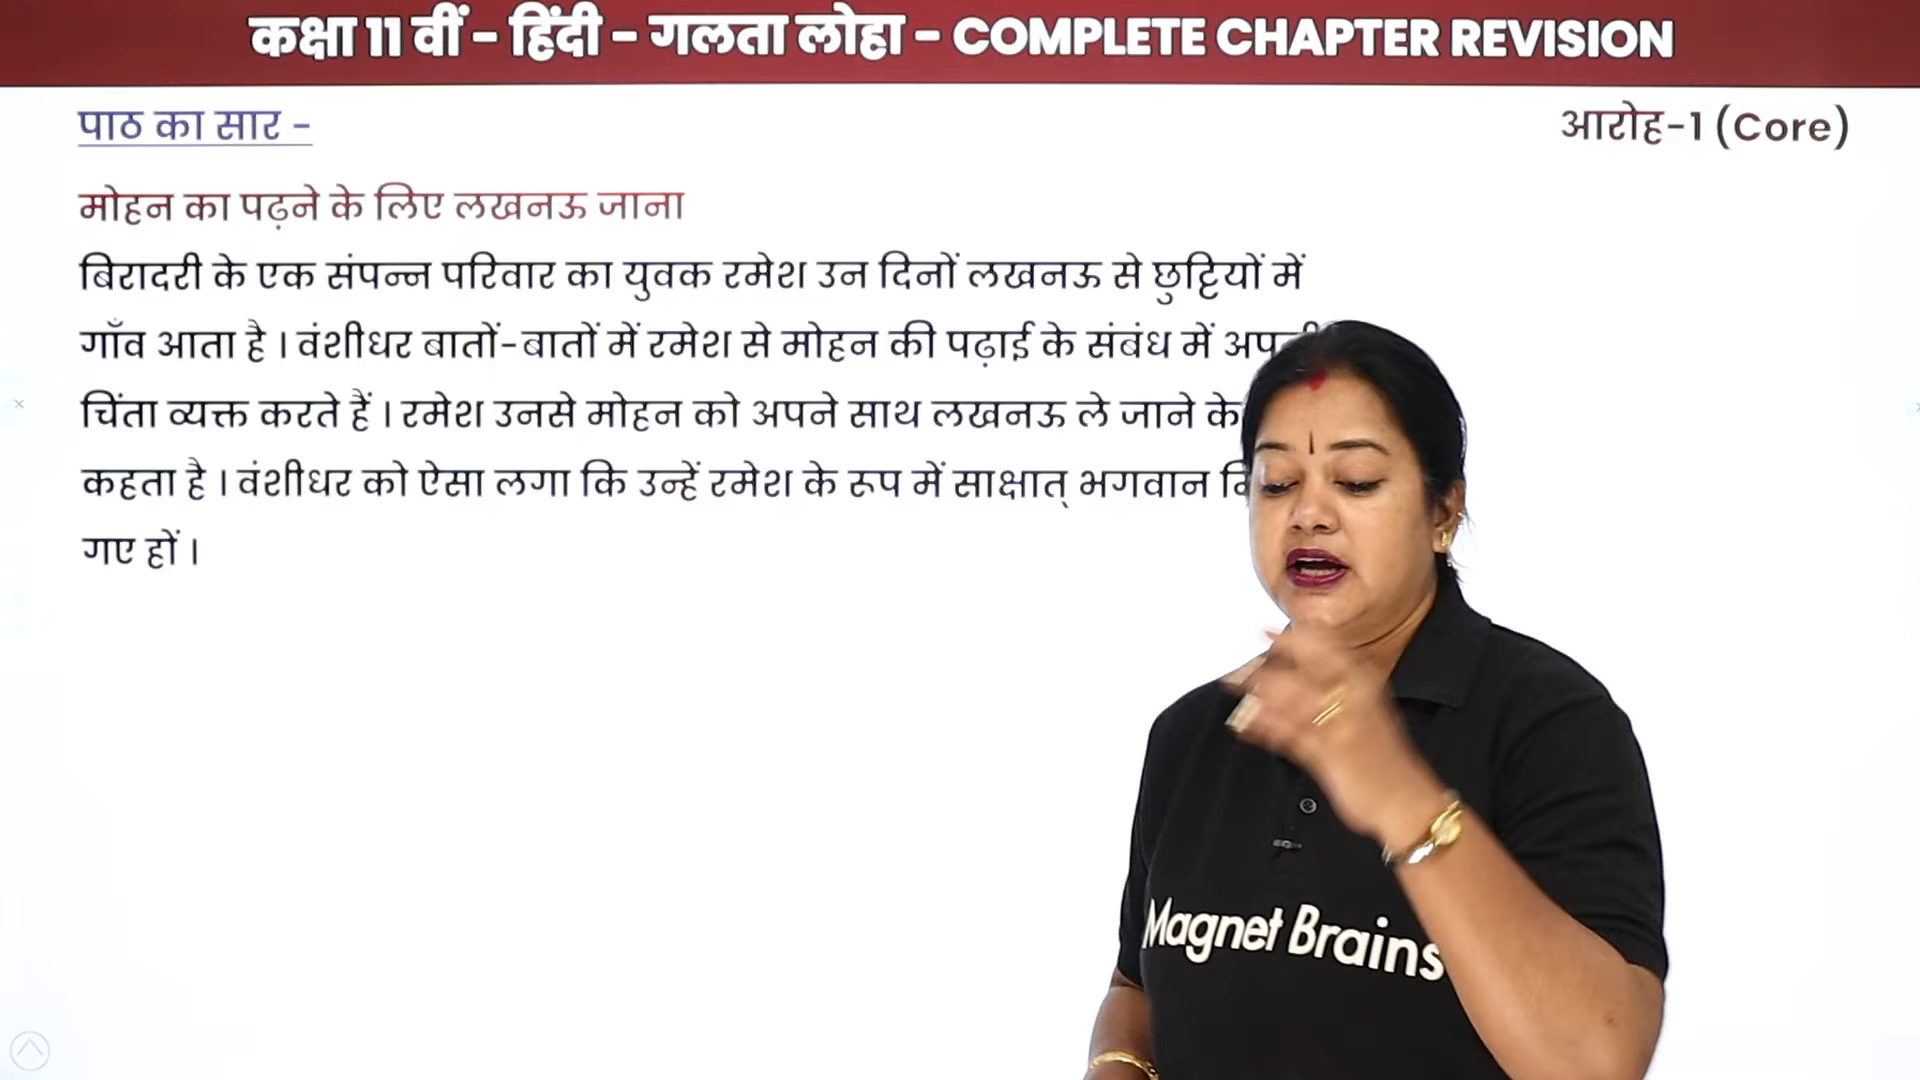 कक्षा 11 वीं - हिंदी - गलता लोहा - COMPLETE CHAPTER REVISION
पाठ का सार -
आरोह-1 (Core)
मोहन का पढ़ने के लिए लखनऊ जाना
बिरादरी के एक संपन्न परिवार का युवक रमेश उन दिनों लखनऊ से छुट्टियों में
गाँव आता है । वंशीधर बातों-बातों में रमेश से मोहन की पढ़ाई के संबंध में
चिंता व्यक्त करते हैं । रमेश उनसे मोहन को अपने साथ लखनऊ ले जाने के
कहता है । वंशीधर को ऐसा लगा कि उन्हें रमेश के रूप में साक्षात् भगवान
गए हों ।
Magnet Brains